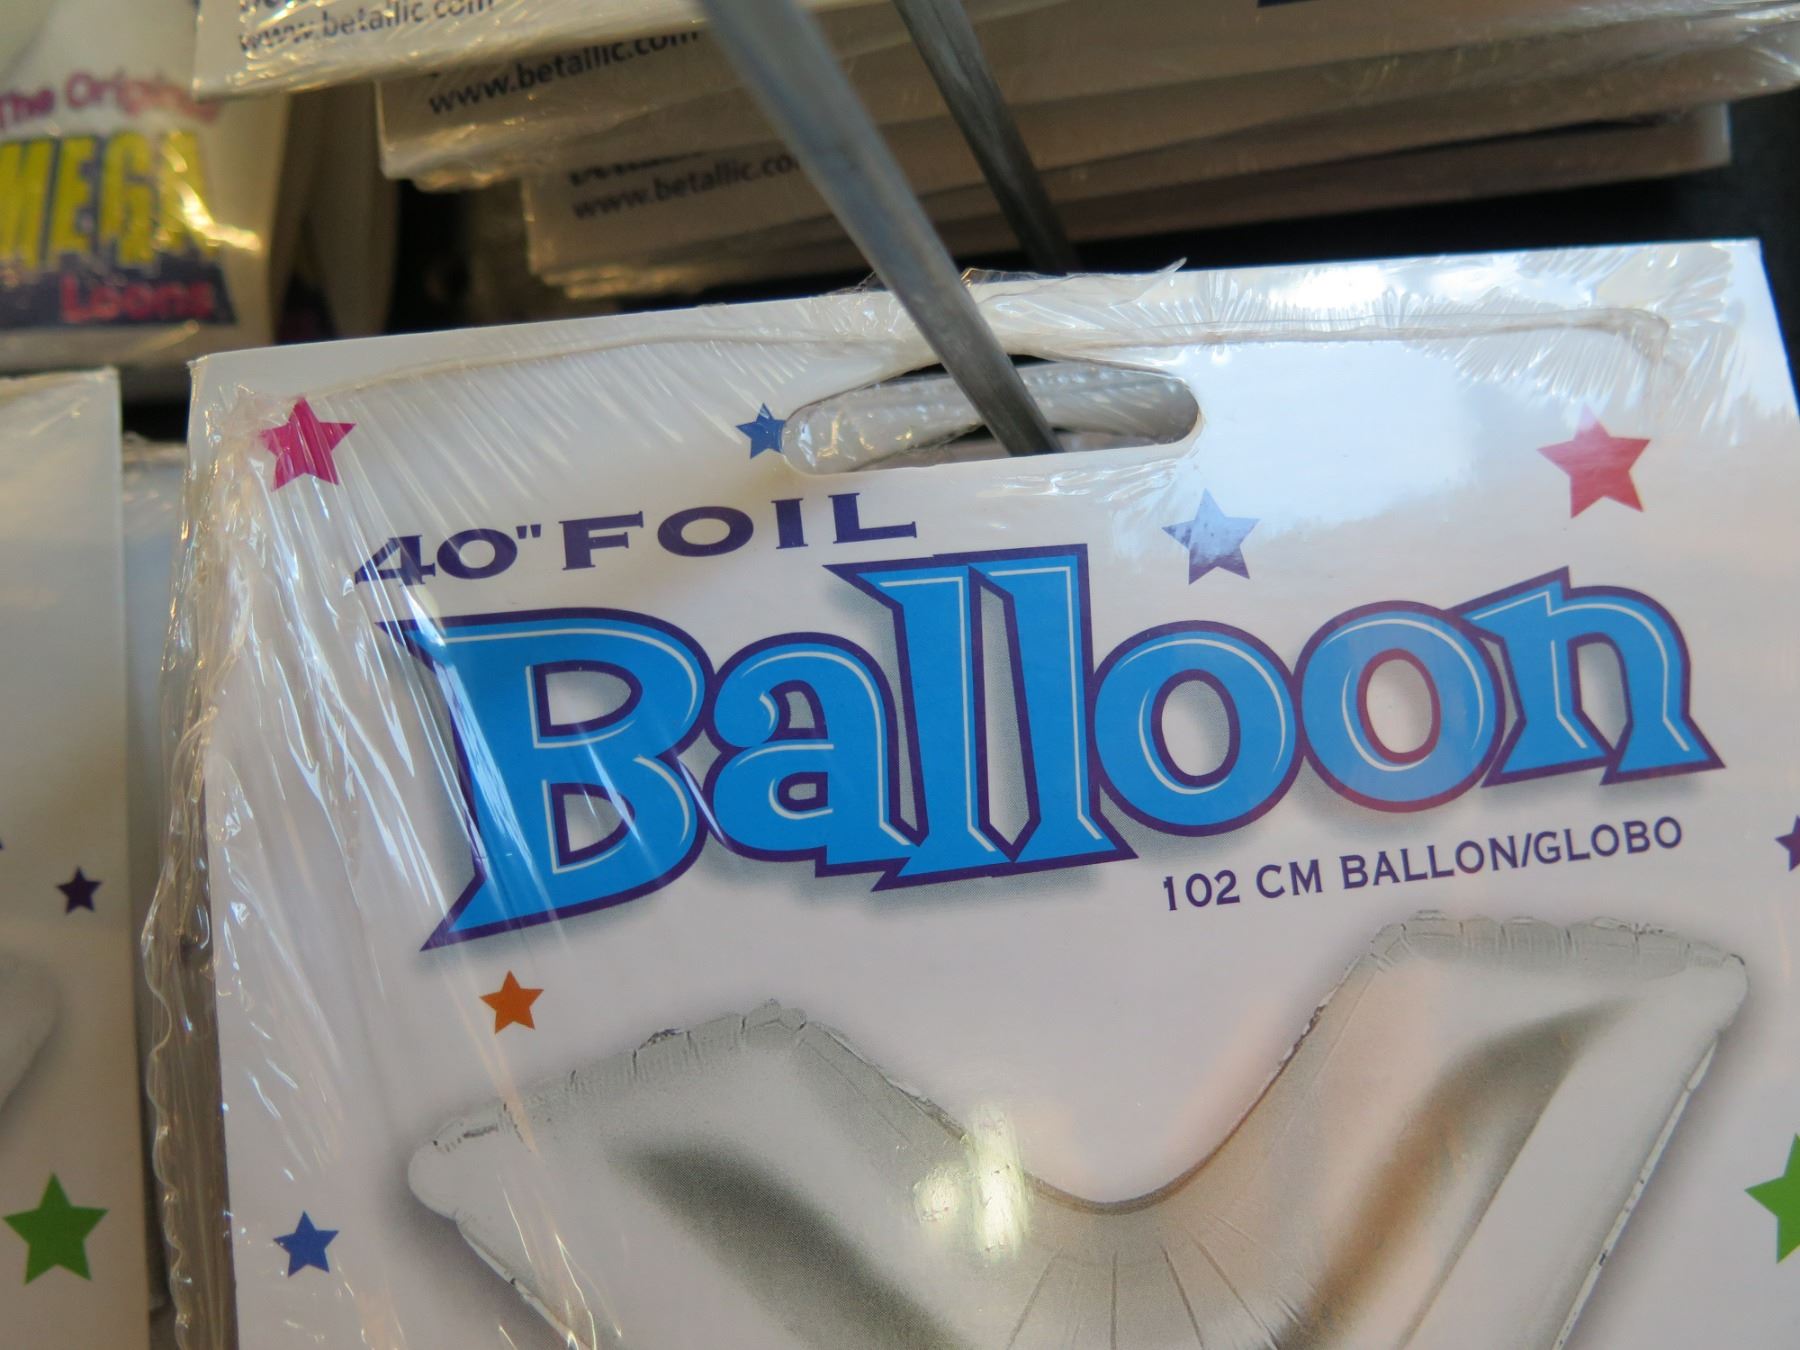 www.betallic.com
www.betallic.com
www.betallic.co
The Original
MEGA
Loons
40" FOIL
Balloon
102 CM BALLON/GLOBO